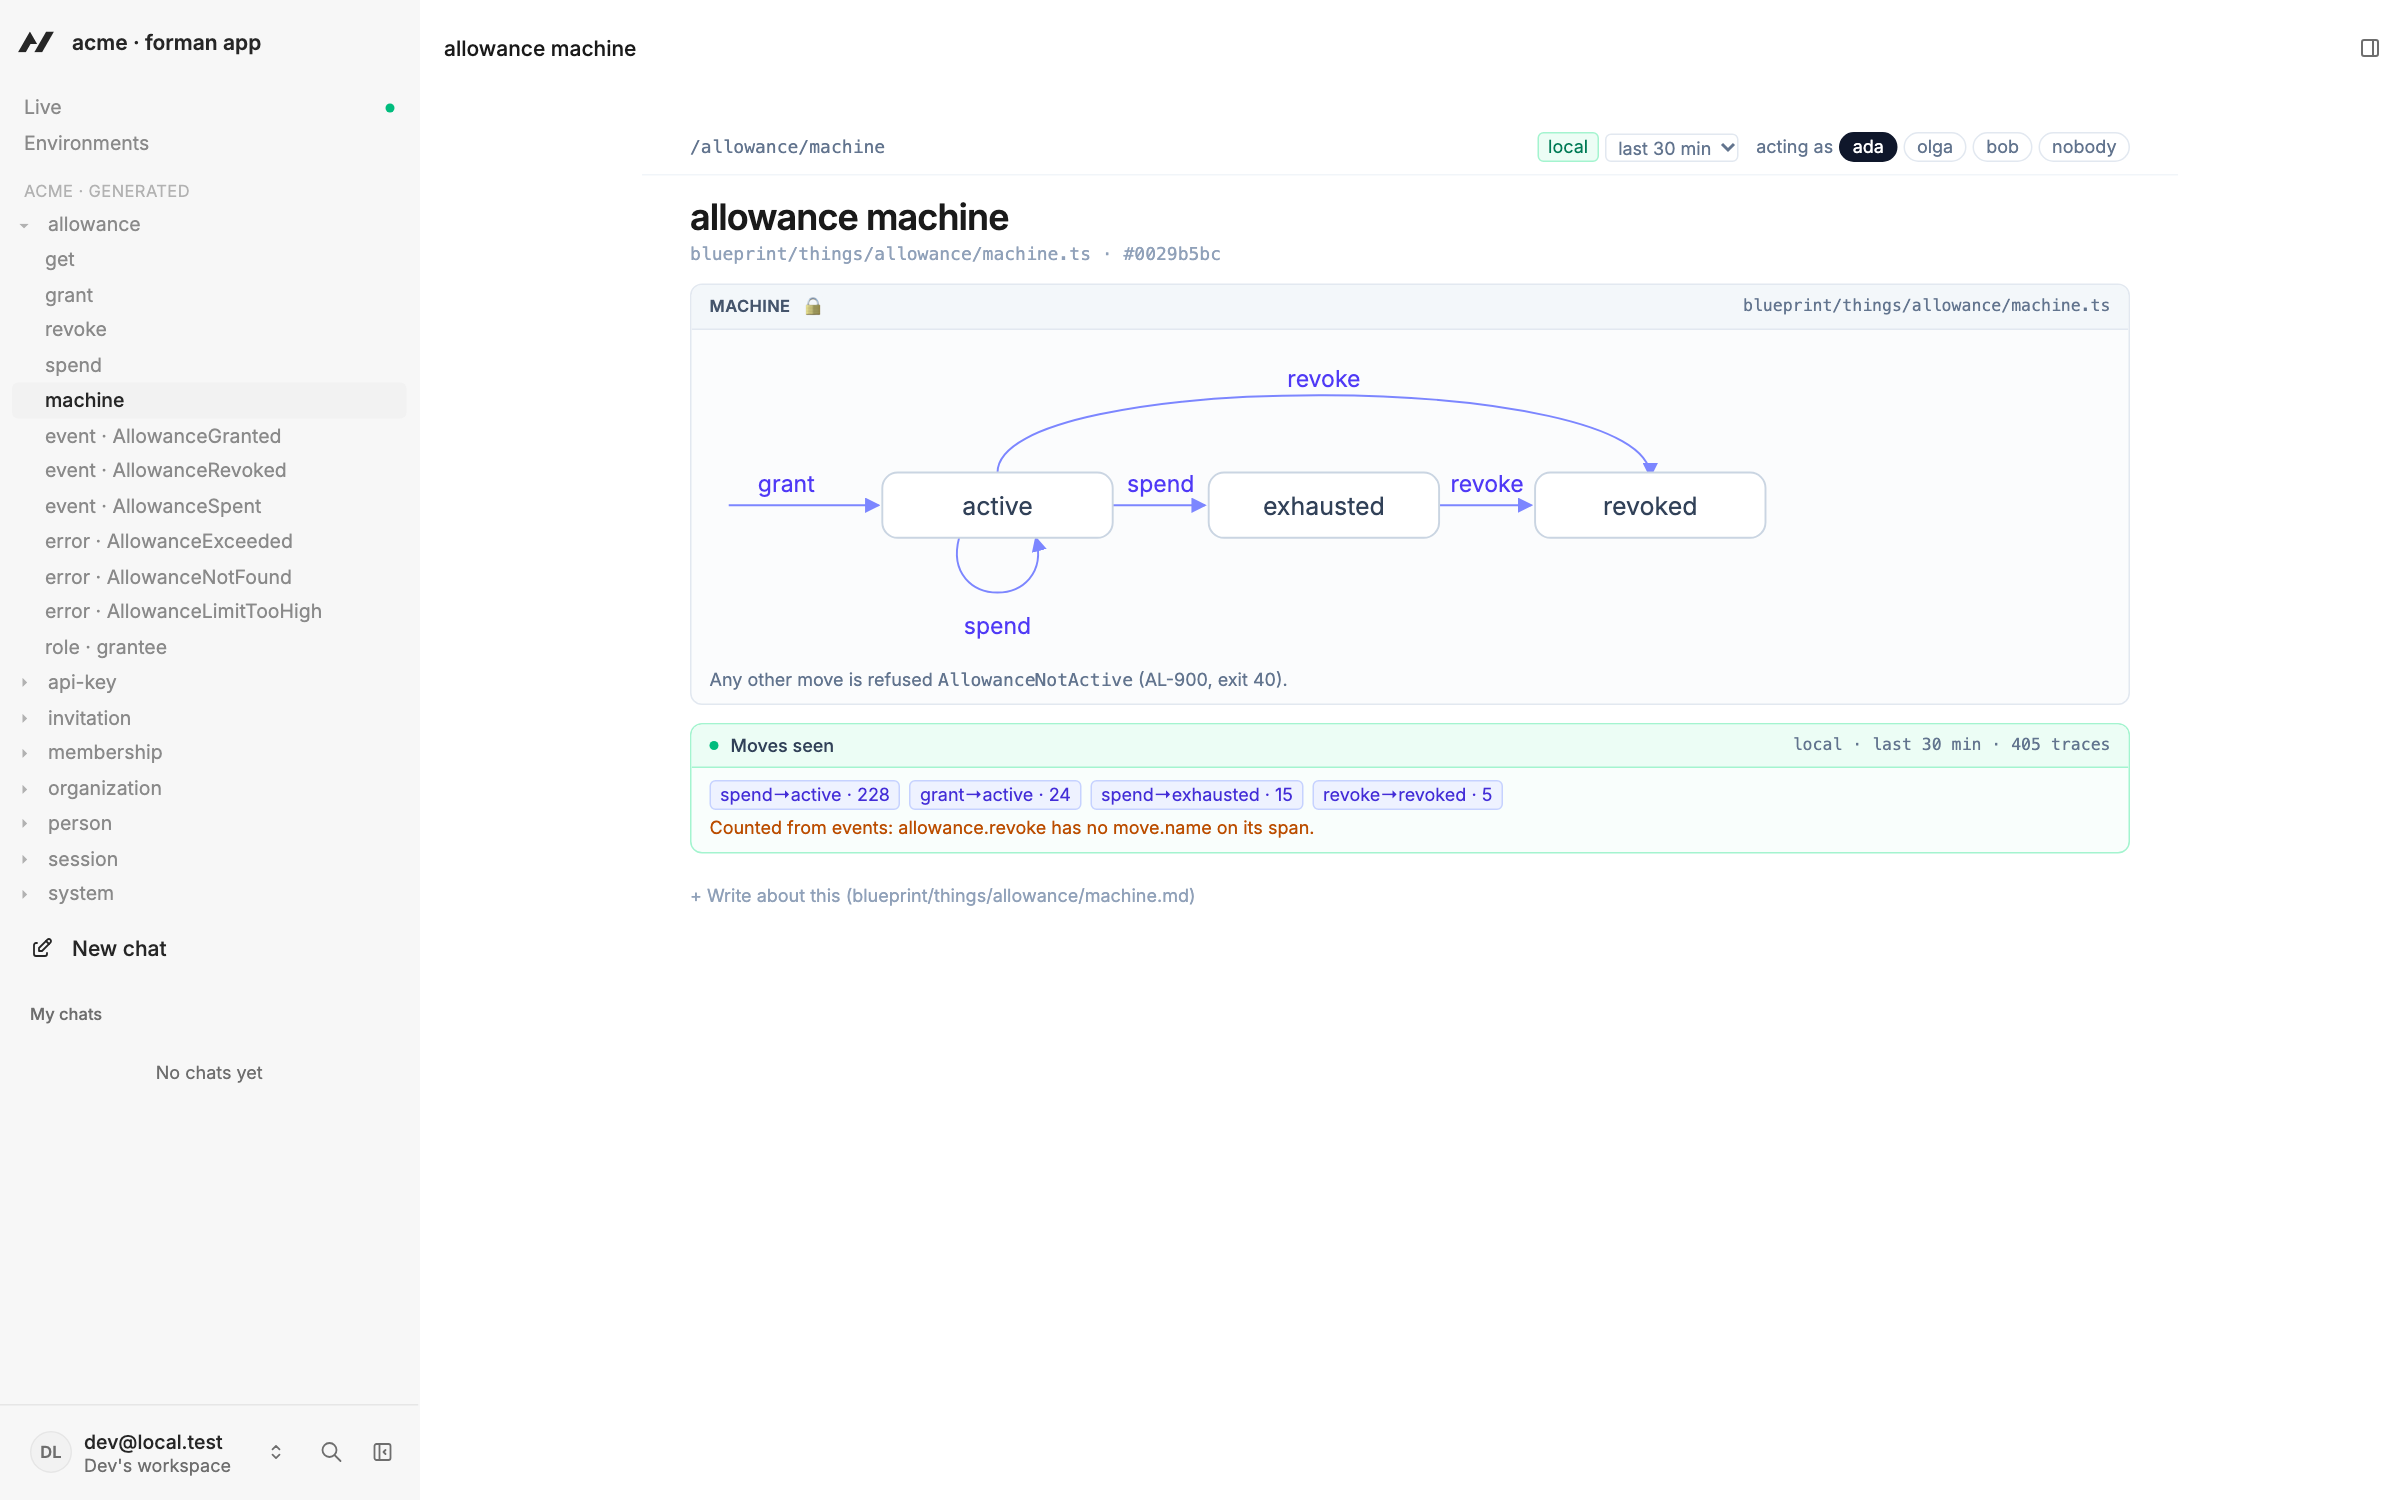 acme · forman app
Live
Environments
ACME · GENERATED
allowance
get
grant
revoke
spend
machine
event · AllowanceGranted
event · AllowanceRevoked
event · AllowanceSpent
error · AllowanceExceeded
error · AllowanceNotFound
error · AllowanceLimitTooHigh
role · grantee
api-key
invitation
membership
organization
person
session
system
New chat
My chats
No chats yet
DL
dev@local.test
Dev's workspace
allowance machine
/allowance/machine
local last 30 min acting as ada olga bob nobody
allowance machine
blueprint/things/allowance/machine.ts · #0029b5bc
MACHINE blueprint/things/allowance/machine.ts
revoke
grant spend revoke
active exhausted revoked
spend
Any other move is refused AllowanceNotActive (AL-900, exit 40).
Moves seen local · last 30 min · 405 traces
spend→active · 228 grant→active · 24 spend→exhausted · 15 revoke→revoked · 5
Counted from events: allowance.revoke has no move.name on its span.
+ Write about this (blueprint/things/allowance/machine.md)